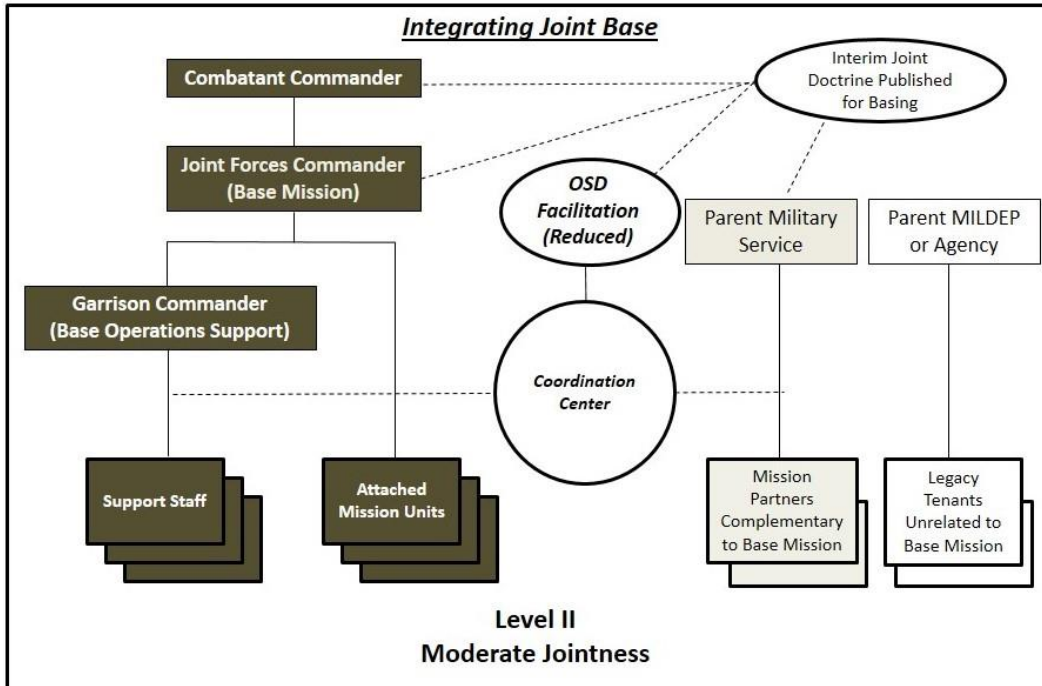 Integrating Joint Base
Combatant Commander
Interim Joint
Doctrine Published
for Basing
Joint Forces Commander
(Base Mission)
OSD
Facilitation
(Reduced)
Parent Military
Service
Parent MILDEP
or Agency
Garrison Commander
(Base Operations Support)
Coordination
Center
Support Staff
Attached
Mission Units
Mission
Partners
Complementary
to Base Mission
Legacy
Tenants
Unrelated to
Base Mission
Level II
Moderate Jointness